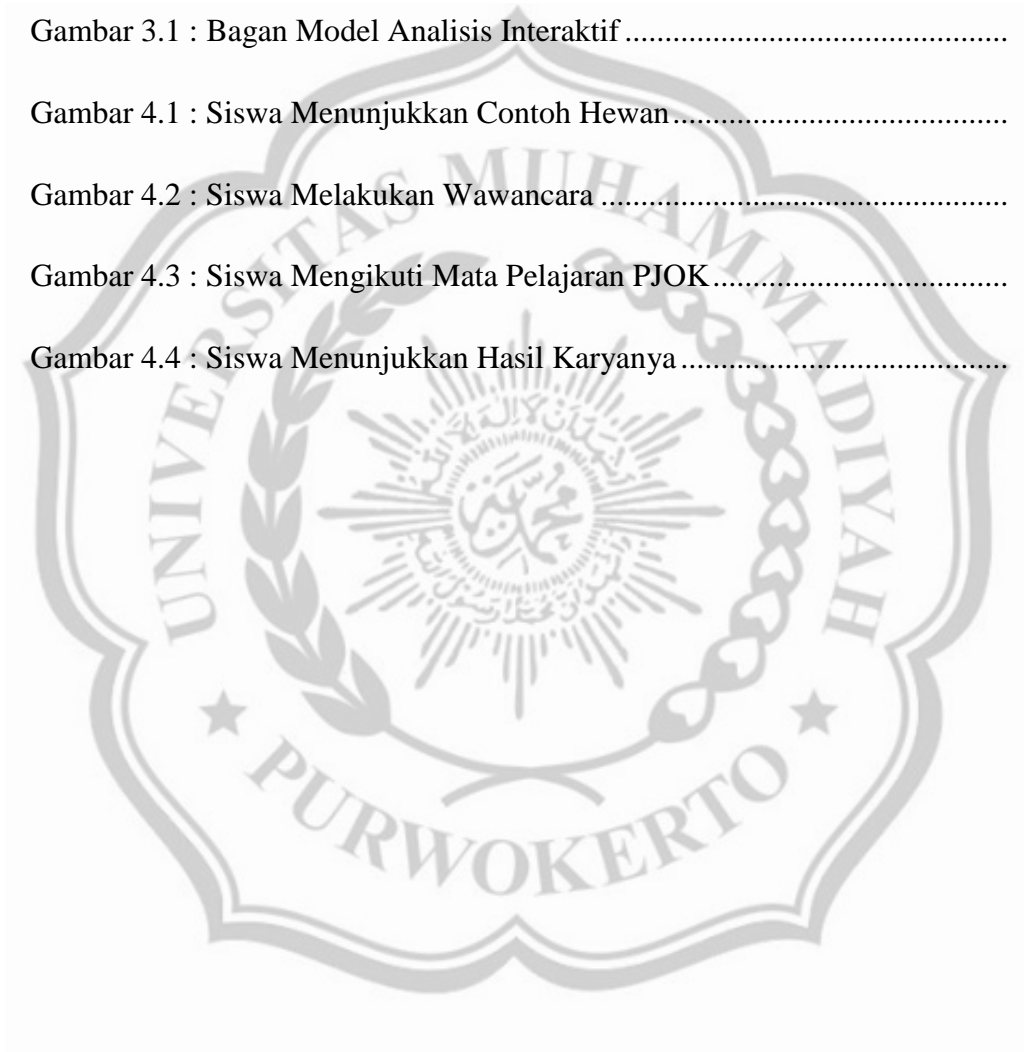 Gambar 3.1 : Bagan Model Analisis Interaktif ................................................
Gambar 4.1 : Siswa Menunjukkan Contoh Hewan..........................................
Gambar 4.2 : Siswa Melakukan Wawancara ...................................................
Gambar 4.3 : Siswa Mengikuti Mata Pelajaran PJOK.....................................
Gambar 4.4 : Siswa Menunjukkan Hasil Karyanya .........................................
UNIVERSITAS MUHAMMADIYAH
PURWOKERTO